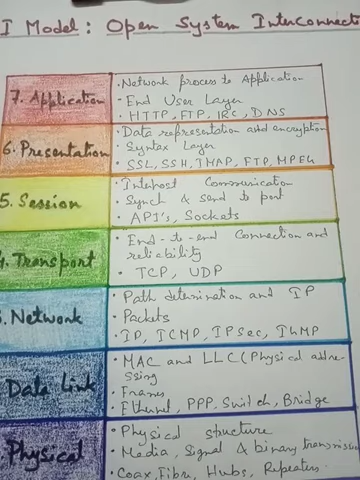 I Model: Open System Interconnect
7. Application
• Network process to Application
• End User Layer
• HTTP, FTP, IRC, DNS
6. Presentation
• Data representation and encryption
• Syntax Layer
• SSL, SSH, IMAP, FTP, MPEG
5. Session
• Interhost Communication
• Synch & send to port
• API's, Sockets
4. Transport
• End-to-end Connection and
reliability
• TCP, UDP
3. Network
• Path determination and IP
• Packets
• IP, ICMP, IPSec, IGMP
Data Link
• MAC and LLC (Physical addre-
ssing
• Frames
• Ethernet, PPP, Switch, Bridge
Physical
• Physical structure
• Media, Signal & binary transmission
• Coax, Fibre, Hubs, Repeaters